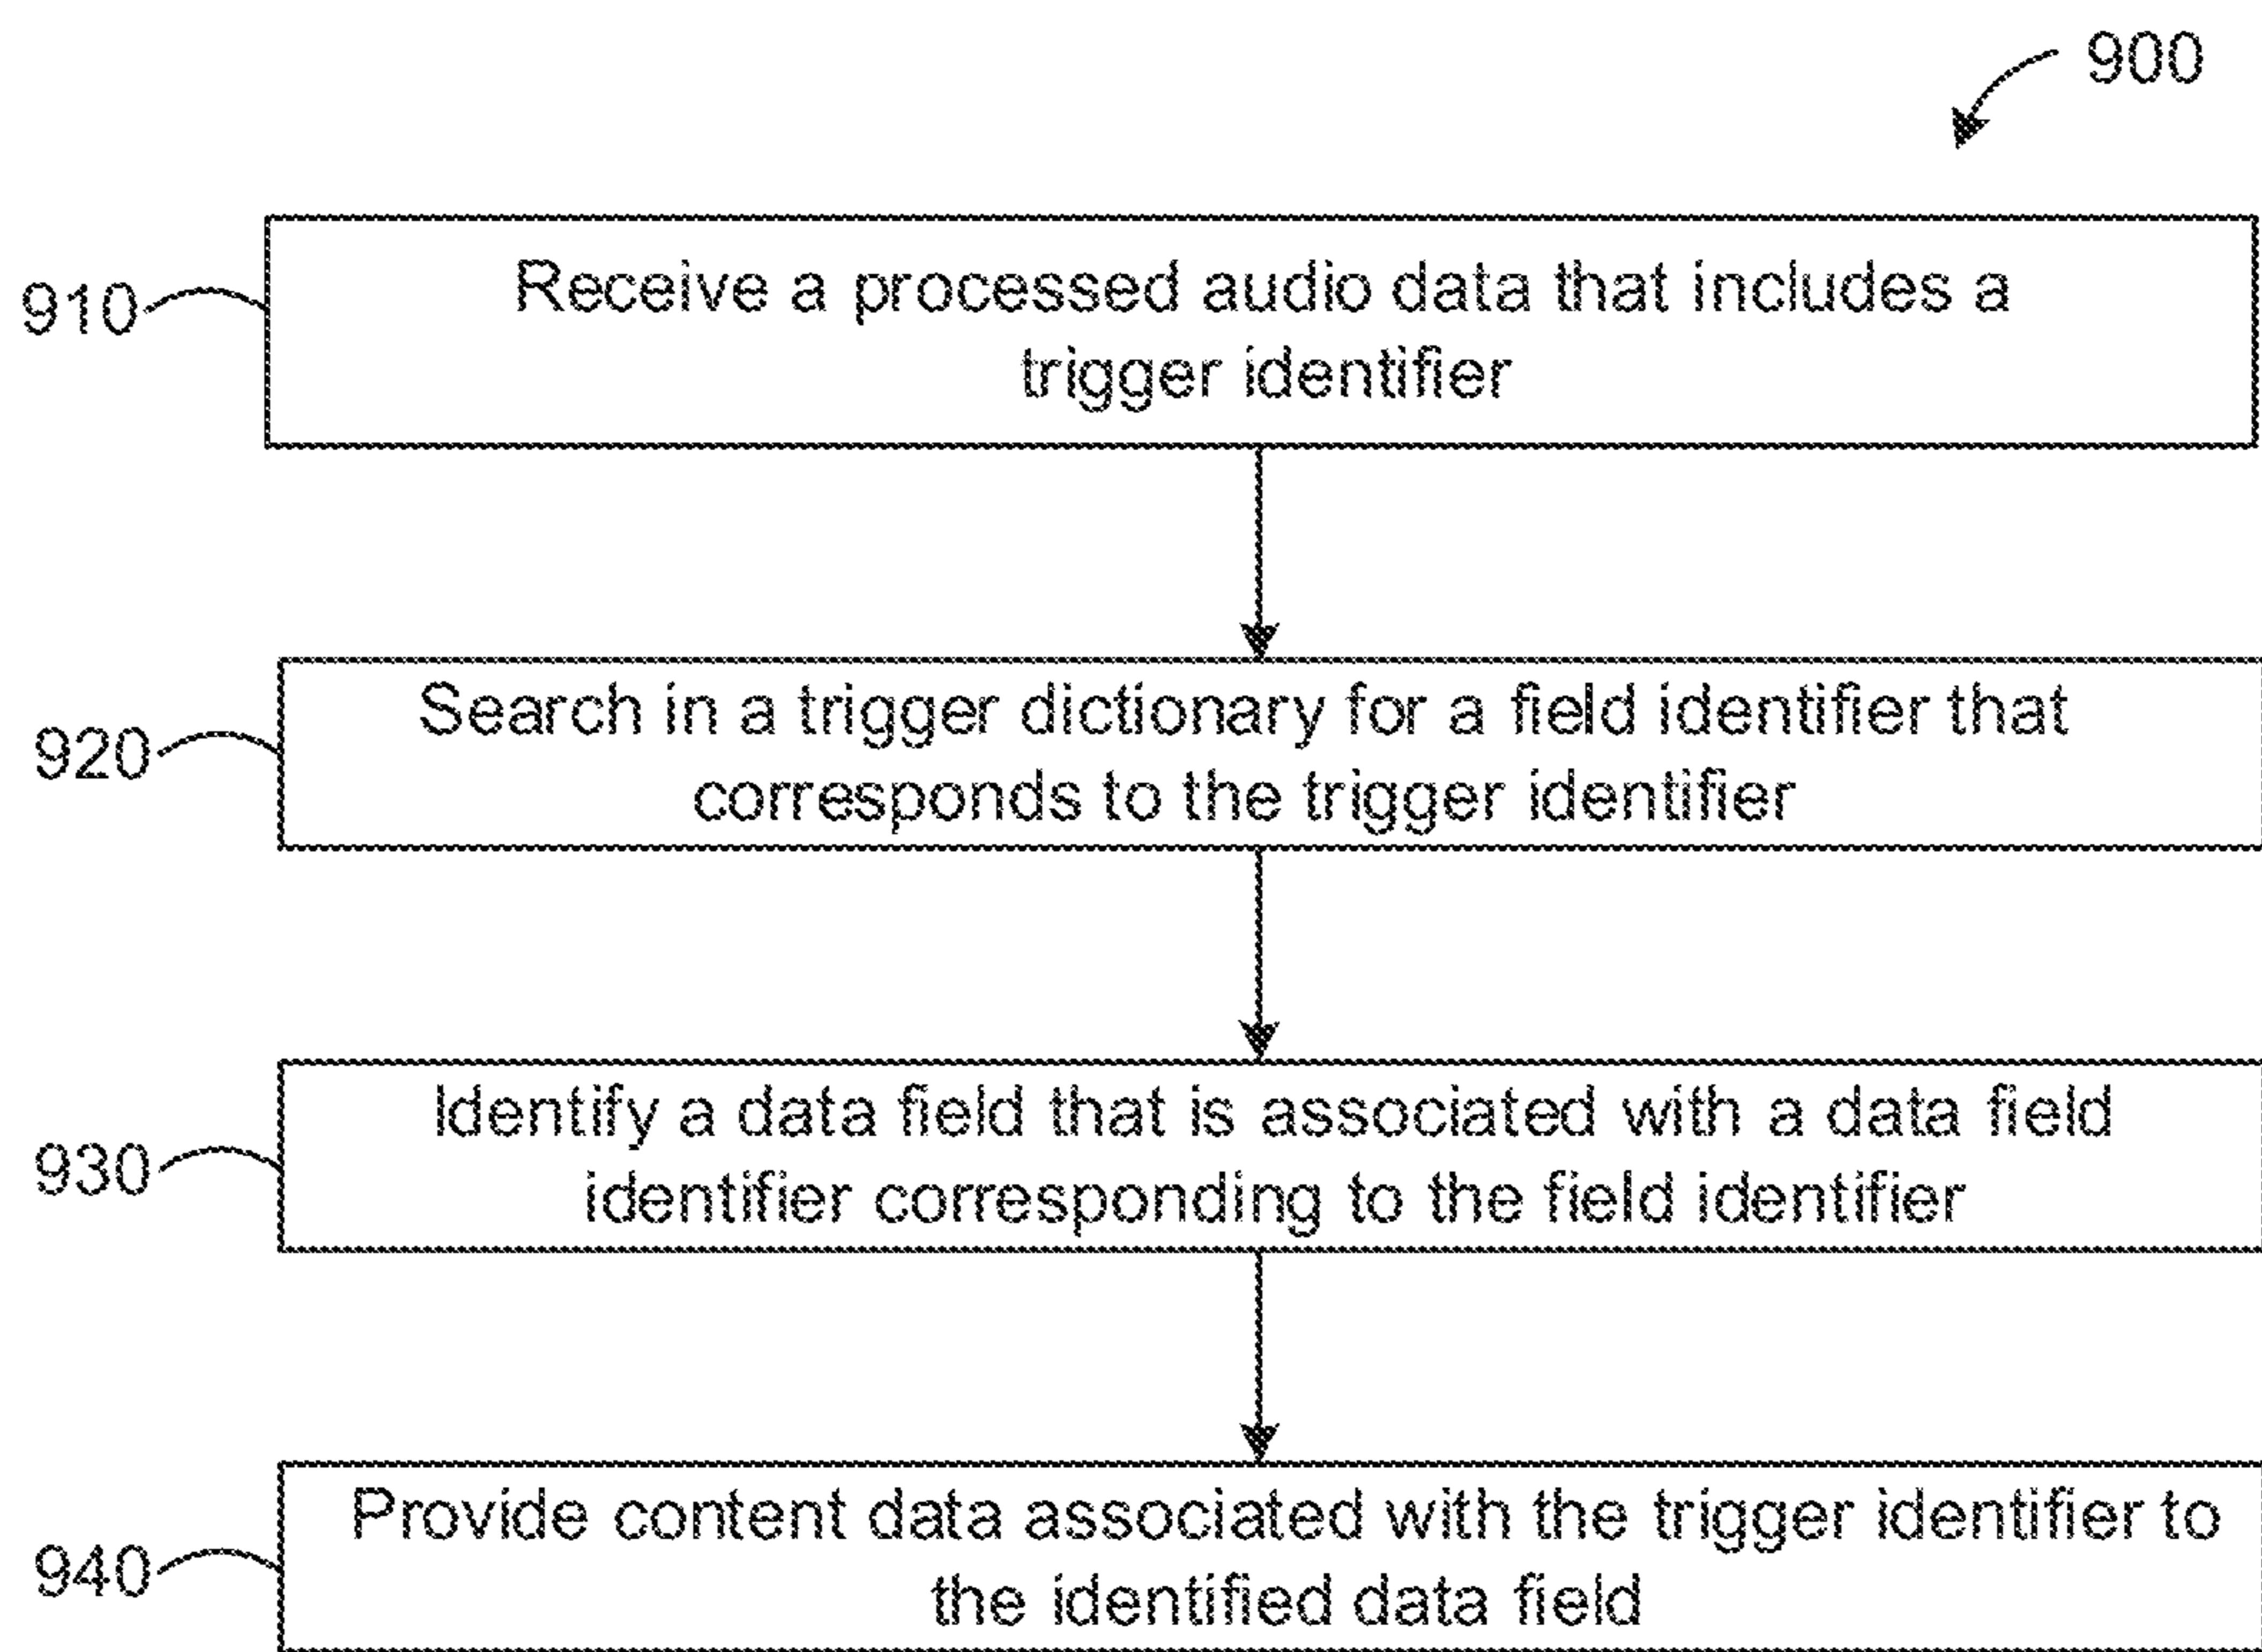 900
910
Receive a processed audio data that includes a
trigger identifier
920
Search in a trigger dictionary for a field identifier that
corresponds to the trigger identifier
930
Identify a data field that is associated with a data field
identifier corresponding to the field identifier
940
Provide content data associated with the trigger identifier to
the identified data field